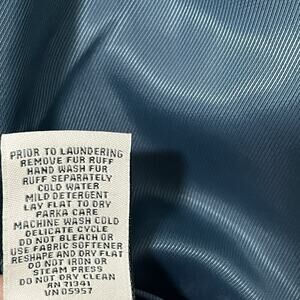 PRIOR TO LAUNDERING
REMOVE FUR RUFF
HAND WASH FUR
RUFF SEPARATELY
COLD WATER
MILD DETERGENT
LAY FLAT TO DRY
PARKA CARE
MACHINE WASH COLD
DELICATE CYCLE
DO NOT BLEACH OR
USE FABRIC SOFTENER
RESHAPE AND DRY FLAT
DO NOT IRON OR
STEAM PRESS
DO NOT DRY CLEAN
RN 71341
VN 05957